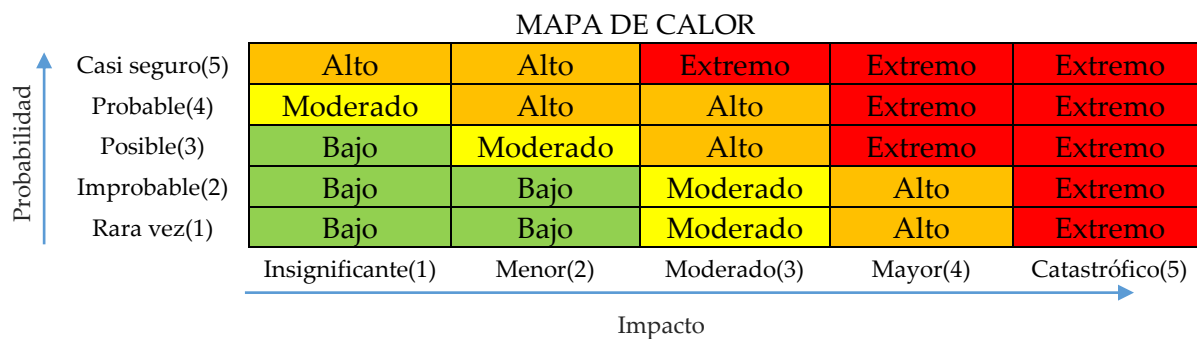 MAPA DE CALOR
Probabilidad
Casi seguro(5) Alto Alto Extremo Extremo Extremo
Probable(4) Moderado Alto Alto Extremo Extremo
Posible(3) Bajo Moderado Alto Extremo Extremo
Improbable(2) Bajo Bajo Moderado Alto Extremo
Rara vez(1) Bajo Bajo Moderado Alto Extremo
Insignificante(1) Menor(2) Moderado(3) Mayor(4) Catastrófico(5)
Impacto